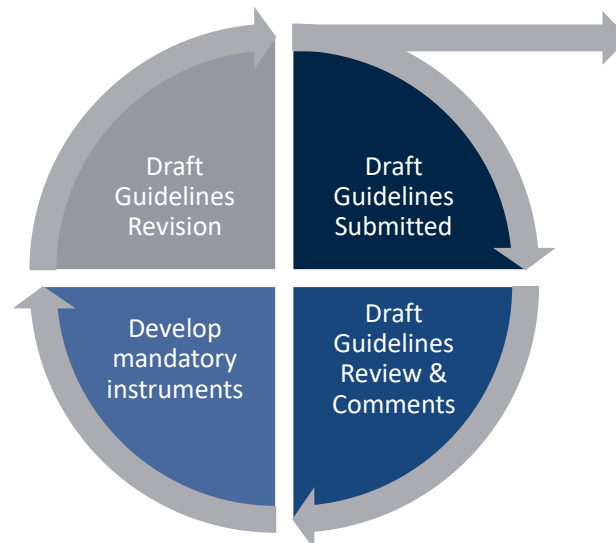 Draft
Guidelines
Revision
Draft
Guidelines
Submitted
Develop
mandatory
instruments
Draft
Guidelines
Review &
Comments